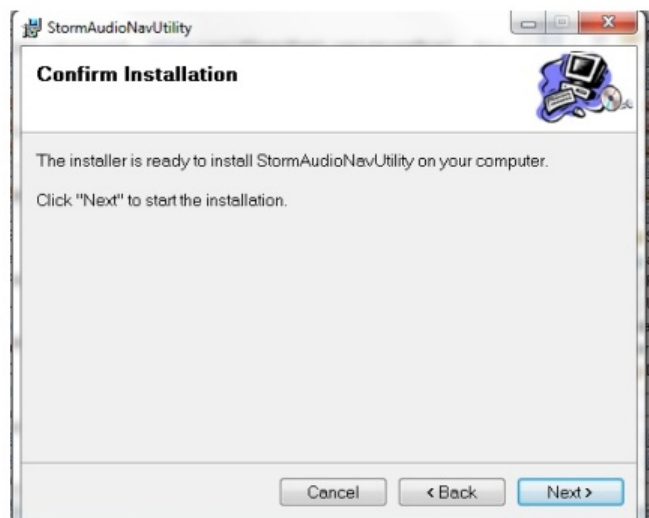 StormAudioNavUtility
Confirm Installation
The installer is ready to install StormAudioNavUtility on your computer.
Click "Next" to start the installation.
Cancel
< Back
Next >